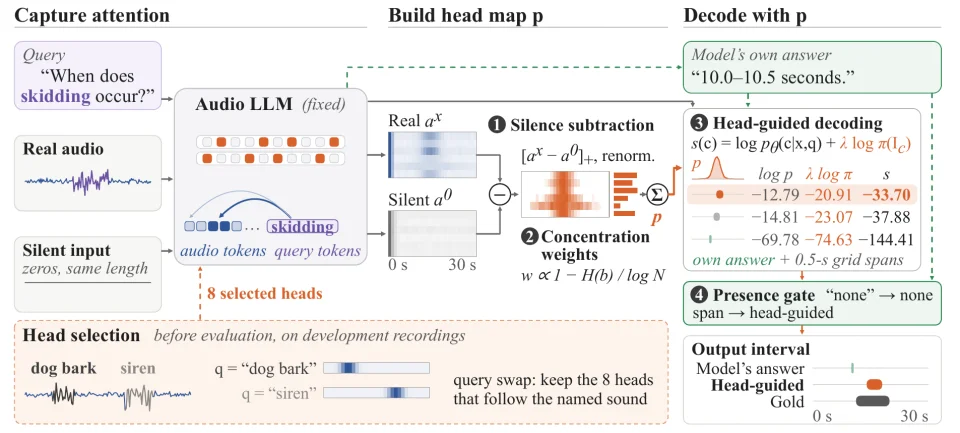 Capture attention
Build head map p
Decode with p
Query
“When does
skidding occur?”
Real audio
Silent input
zeros, same length
Audio LLM (fixed)
... skidding
audio tokens query tokens
8 selected heads
Real aˣ
Silent a⁰
0 s 30 s
❶ Silence subtraction
[aˣ − a⁰]₊, renorm.
−
Σ
p
❷ Concentration
weights
w ∝ 1 − H(b) / log N
Model’s own answer
“10.0–10.5 seconds.”
❸ Head-guided decoding
s(c) = log pθ(c|x,q) + λ log π(I_C)
p log p λ log π s
−12.79 −20.91 −33.70
−14.81 −23.07 −37.88
−69.78 −74.63 −144.41
own answer + 0.5-s grid spans
❹ Presence gate “none” → none
span → head-guided
Output interval
Model’s answer
Head-guided
Gold
0 s 30 s
Head selection before evaluation, on development recordings
dog bark siren
q = “dog bark”
q = “siren”
query swap: keep the 8 heads
that follow the named sound